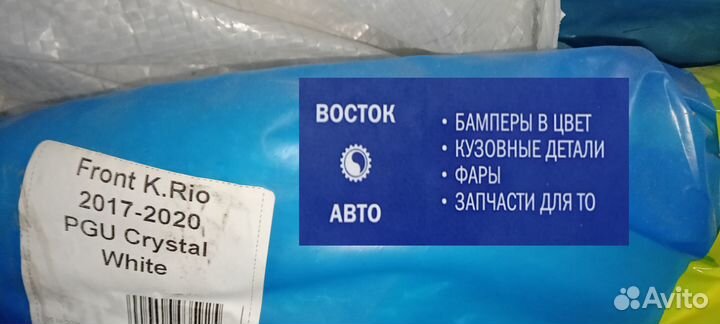 Front K.Rio
2017-2020
PGU Crystal
White
ВОСТОК
АВТО
• БАМПЕРЫ В ЦВЕТ
• КУЗОВНЫЕ ДЕТАЛИ
• ФАРЫ
• ЗАПЧАСТИ ДЛЯ ТО
Avito